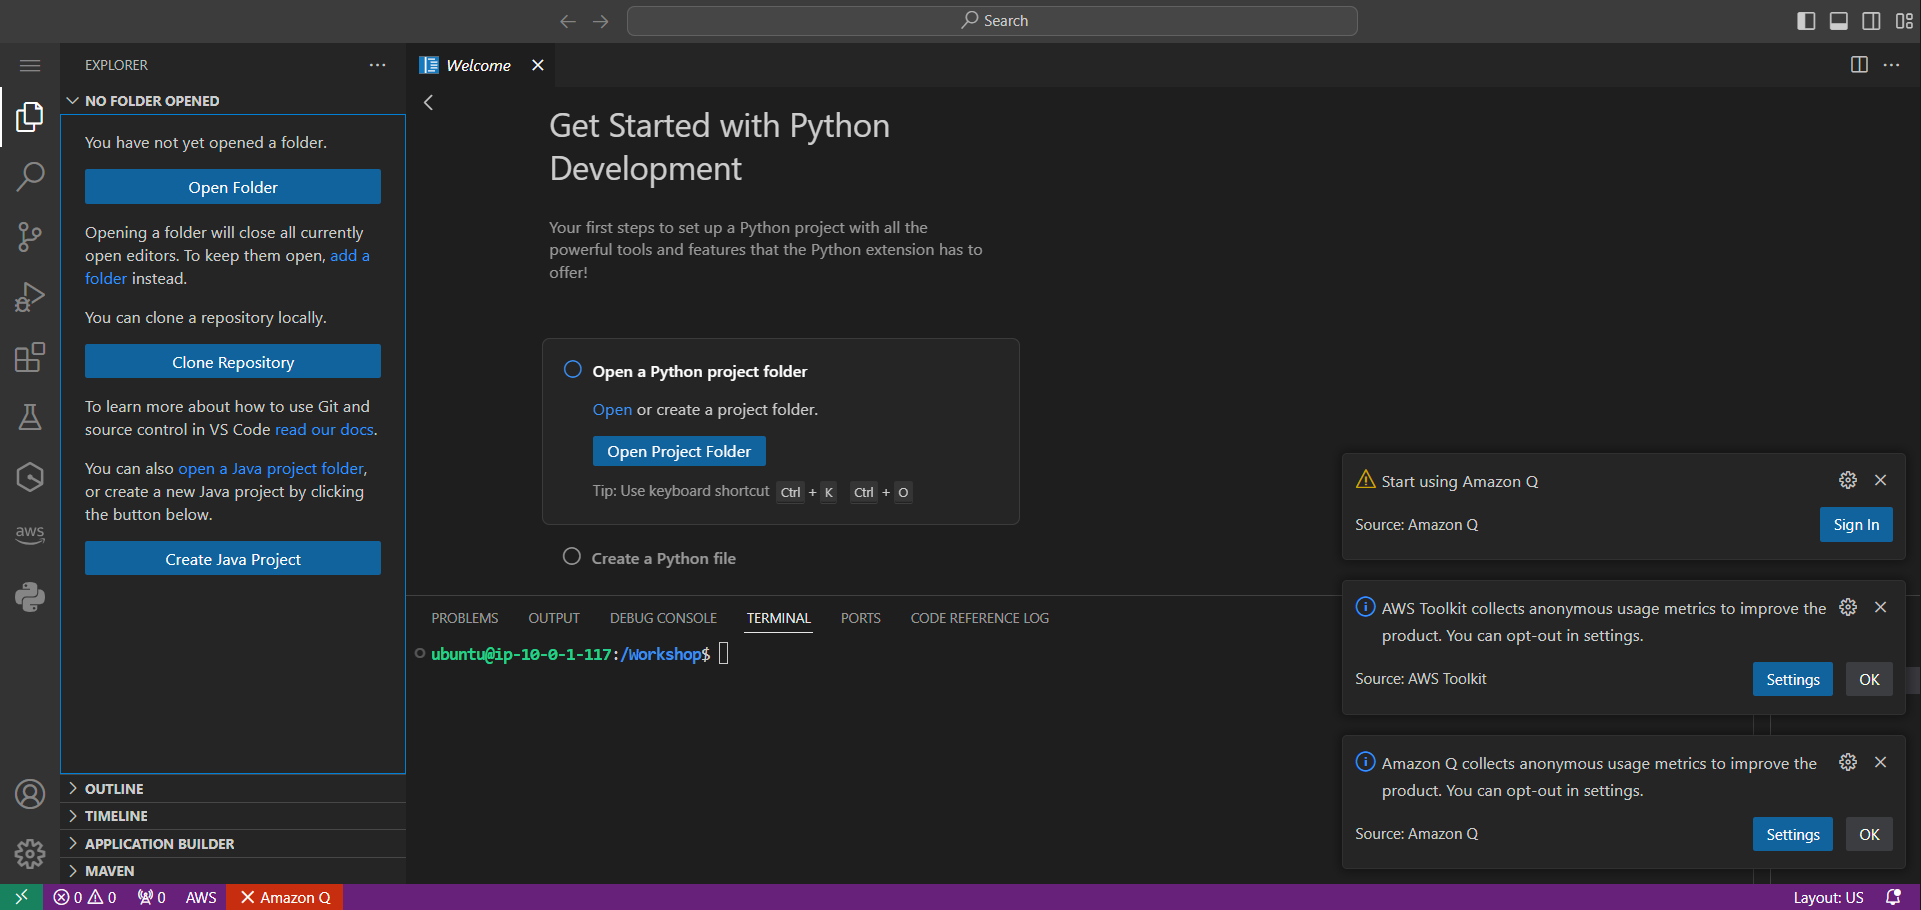 Search
EXPLORER
NO FOLDER OPENED
You have not yet opened a folder.
Open Folder
Opening a folder will close all currently
open editors. To keep them open, add a
folder instead.
You can clone a repository locally.
Clone Repository
To learn more about how to use Git and
source control in VS Code read our docs.
You can also open a Java project folder,
or create a new Java project by clicking
the button below.
Create Java Project
OUTLINE
TIMELINE
APPLICATION BUILDER
MAVEN
aws
Welcome
Get Started with Python
Development
Your first steps to set up a Python project with all the
powerful tools and features that the Python extension has to
offer!
Open a Python project folder
Open or create a project folder.
Open Project Folder
Tip: Use keyboard shortcut Ctrl + K Ctrl + O
Create a Python file
PROBLEMS OUTPUT DEBUG CONSOLE TERMINAL PORTS CODE REFERENCE LOG
ubuntu@ip-10-0-1-117:/Workshop$
Start using Amazon Q
Source: Amazon Q
Sign In
AWS Toolkit collects anonymous usage metrics to improve the
product. You can opt-out in settings.
Source: AWS Toolkit
Settings
OK
Amazon Q collects anonymous usage metrics to improve the
product. You can opt-out in settings.
Source: Amazon Q
Settings
OK
0 0 0 AWS Amazon Q
Layout: US